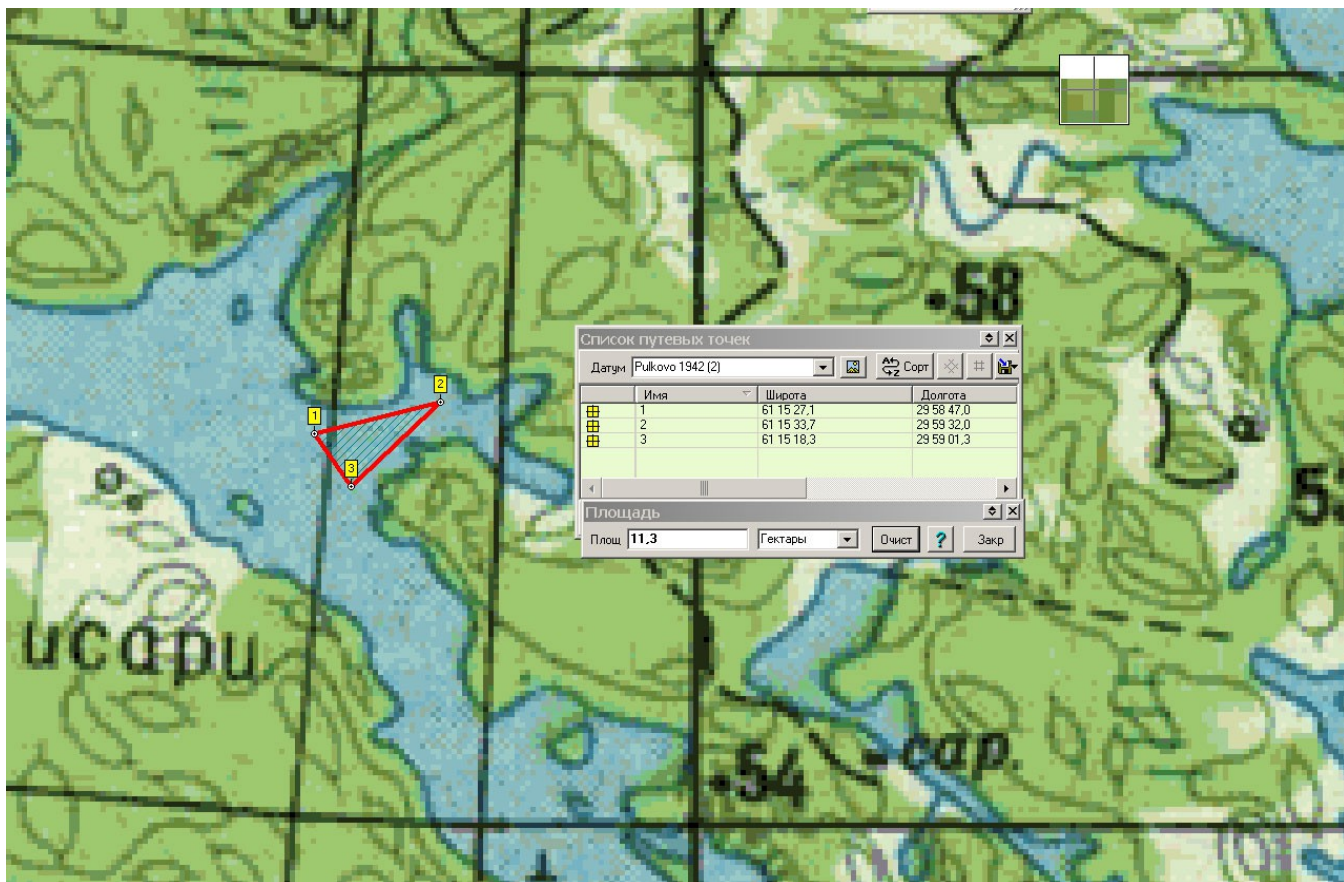 58
Список путевых точек
Датум Pulkovo 1942 (2) Сорт
Имя Широта Долгота
1 61 15 27,1 29 58 47,0
2 61 15 33,7 29 59 32,0
3 61 15 18,3 29 59 01,3
2
1
3
Площадь
Площ 11,3 Гектары Очист ? Закр
исари
сар.
54